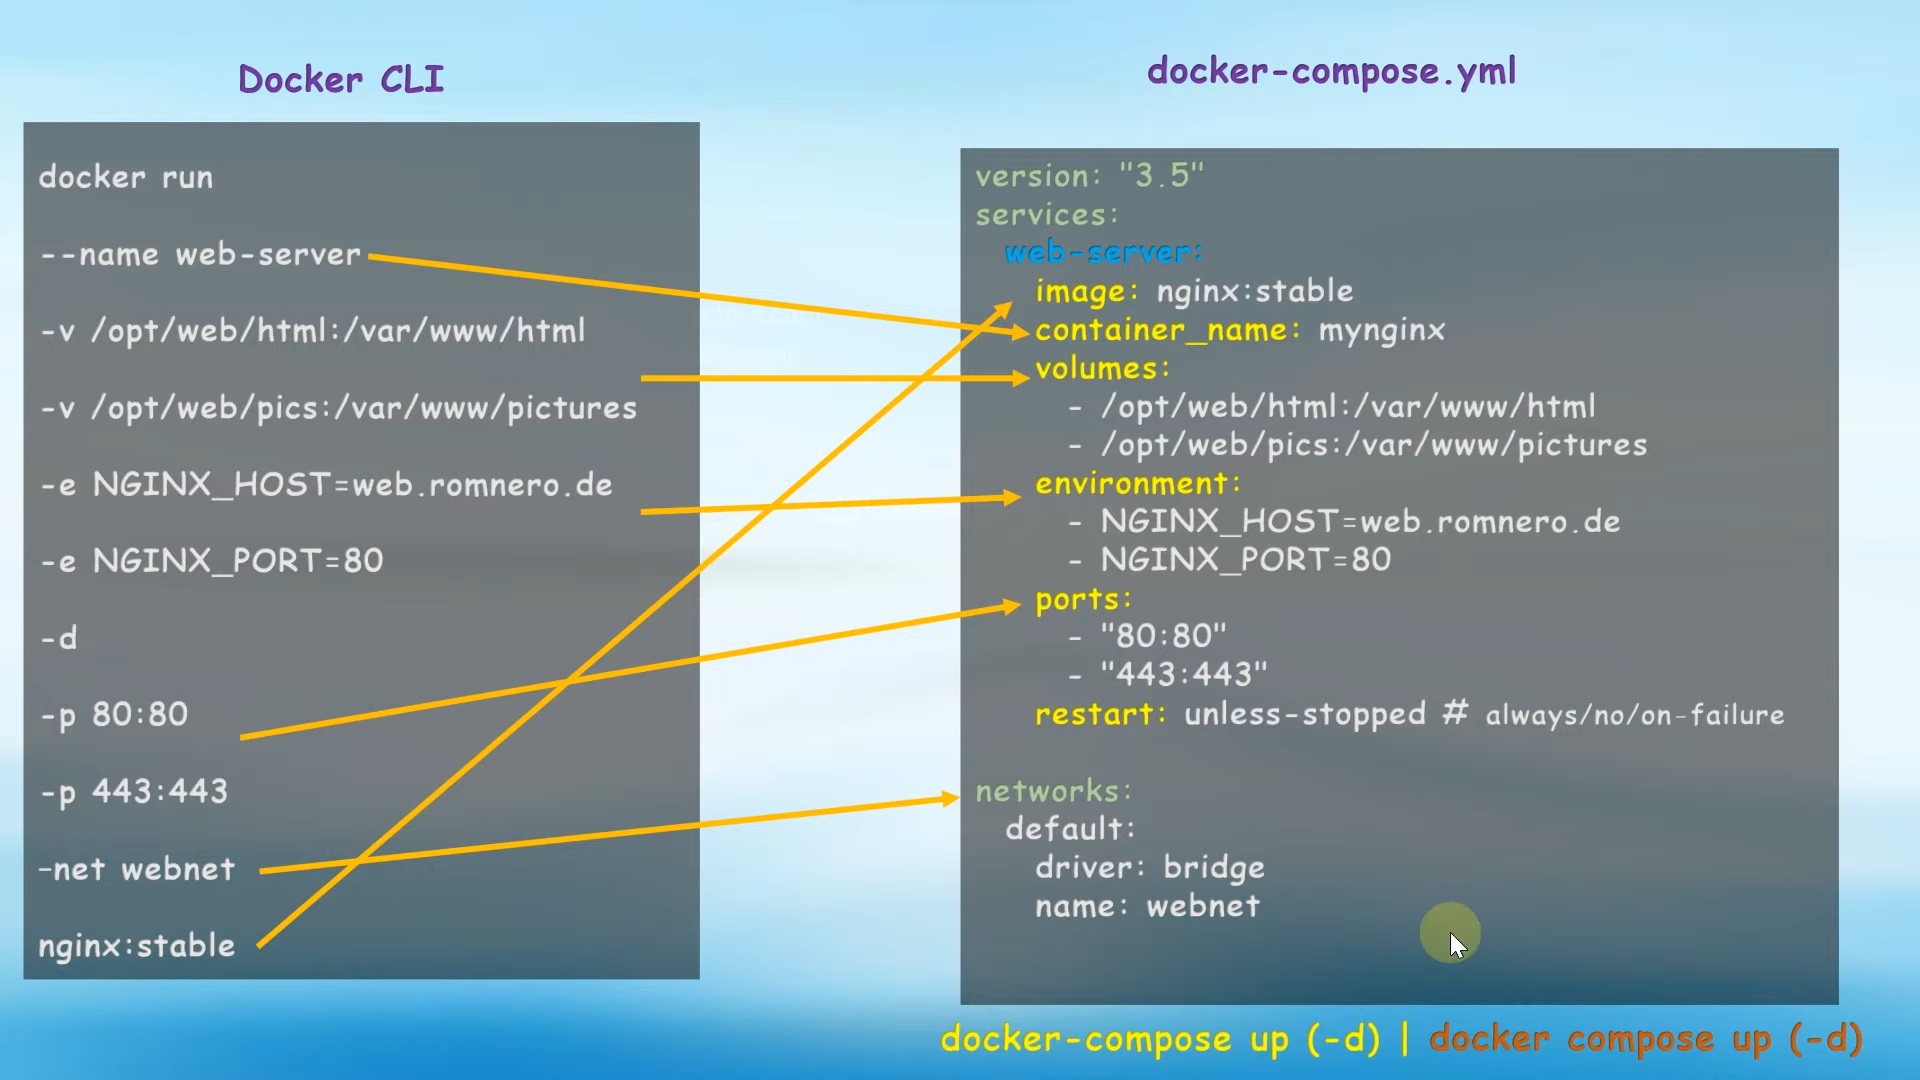 Docker CLI
docker run
--name web-server
-v /opt/web/html:/var/www/html
-v /opt/web/pics:/var/www/pictures
-e NGINX_HOST=web.romnero.de
-e NGINX_PORT=80
-d
-p 80:80
-p 443:443
-net webnet
nginx:stable
docker-compose.yml
version: "3.5"
services:
  web-server:
    image: nginx:stable
    container_name: mynginx
    volumes:
      - /opt/web/html:/var/www/html
      - /opt/web/pics:/var/www/pictures
    environment:
      - NGINX_HOST=web.romnero.de
      - NGINX_PORT=80
    ports:
      - "80:80"
      - "443:443"
    restart: unless-stopped # always/no/on-failure
networks:
  default:
    driver: bridge
    name: webnet
docker-compose up (-d) | docker compose up (-d)